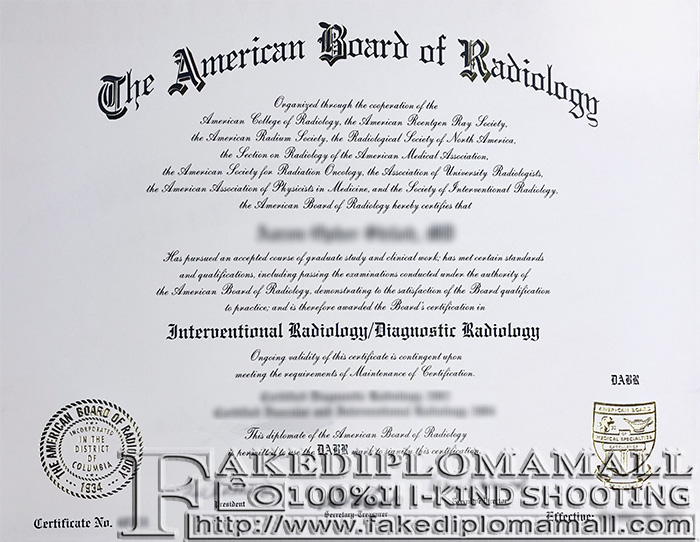 The American Board of Radiology
Organized through the cooperation of the
American College of Radiology, the American Roentgen Ray Society,
the American Radium Society, the Radiological Society of North America,
the Section on Radiology of the American Medical Association,
the American Society for Radiation Oncology, the Association of University Radiologists,
the American Association of Physicists in Medicine, and the Society of Interventional Radiology,
the American Board of Radiology hereby certifies that
Has pursued an accepted course of graduate study and clinical work; has met certain standards
and qualifications, including passing the examinations conducted under the authority of
the American Board of Radiology, demonstrating to the satisfaction of the Board qualification
to practice; and is therefore awarded the Board's certification in
Interventional Radiology/Diagnostic Radiology
Ongoing validity of this certificate is contingent upon
meeting the requirements of Maintenance of Certification.
This diplomate of the American Board of Radiology
is permitted to use the DABR mark to signify this certification.
THE AMERICAN BOARD OF RADIOLOGY
INCORPORATED
IN THE
DISTRICT
OF
COLUMBIA
1934
DABR
AMERICAN BOARD
OF
MEDICAL SPECIALTIES
FAKEDIPLOMAMALL
©100%1:1-KIND SHOOTING
http://www.fakediplomamall.com
President
Secretary-Treasurer
Certificate No.
Effective: